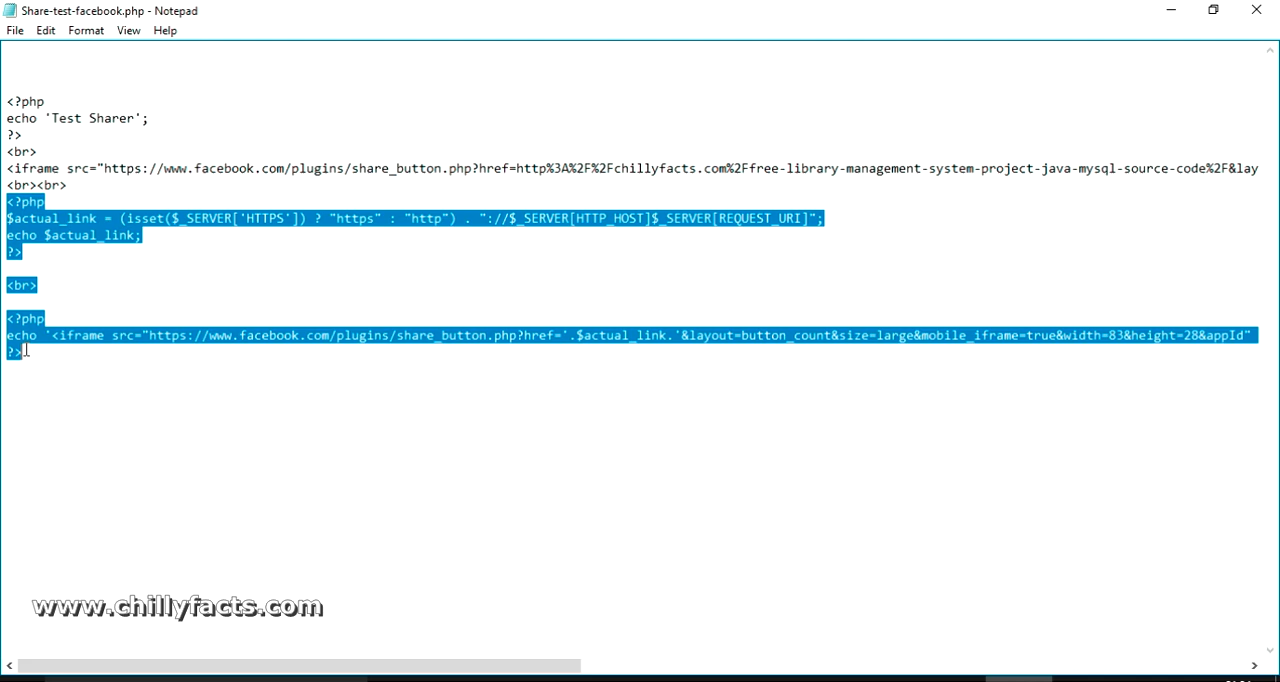 Share-test-facebook.php - Notepad
File Edit Format View Help
<?php
echo 'Test Sharer';
?>
<br>
<iframe src="https://www.facebook.com/plugins/share_button.php?href=http%3A%2F%2Fchillyfacts.com%2Ffree-library-management-system-project-java-mysql-source-code%2F&lay
<br><br>
<?php
$actual_link = (isset($_SERVER['HTTPS']) ? "https" : "http") . "://$_SERVER[HTTP_HOST]$_SERVER[REQUEST_URI]";
echo $actual_link;
?>
<br>
<?php
echo '<iframe src="https://www.facebook.com/plugins/share_button.php?href='.$actual_link.'&layout=button_count&size=large&mobile_iframe=true&width=83&height=28&appId"
?>
www.chillyfacts.com